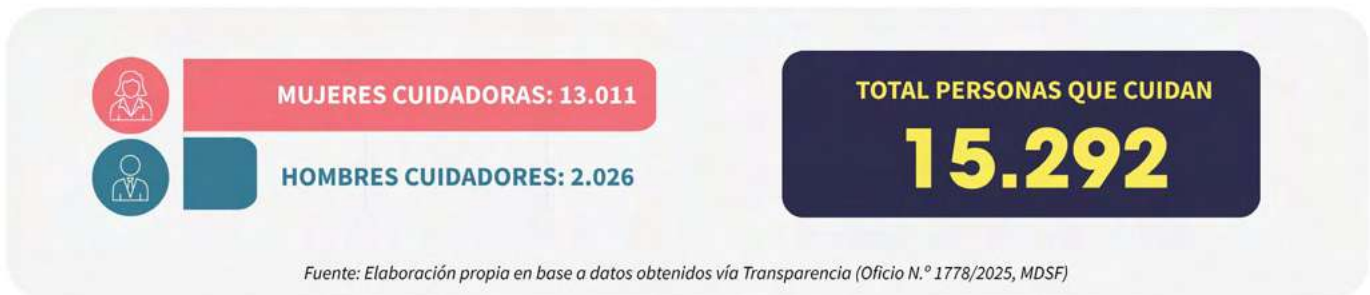 MUJERES CUIDADORAS: 13.011
HOMBRES CUIDADORES: 2.026
TOTAL PERSONAS QUE CUIDAN
15.292
Fuente: Elaboración propia en base a datos obtenidos vía Transparencia (Oficio N.º 1778/2025, MDSF)